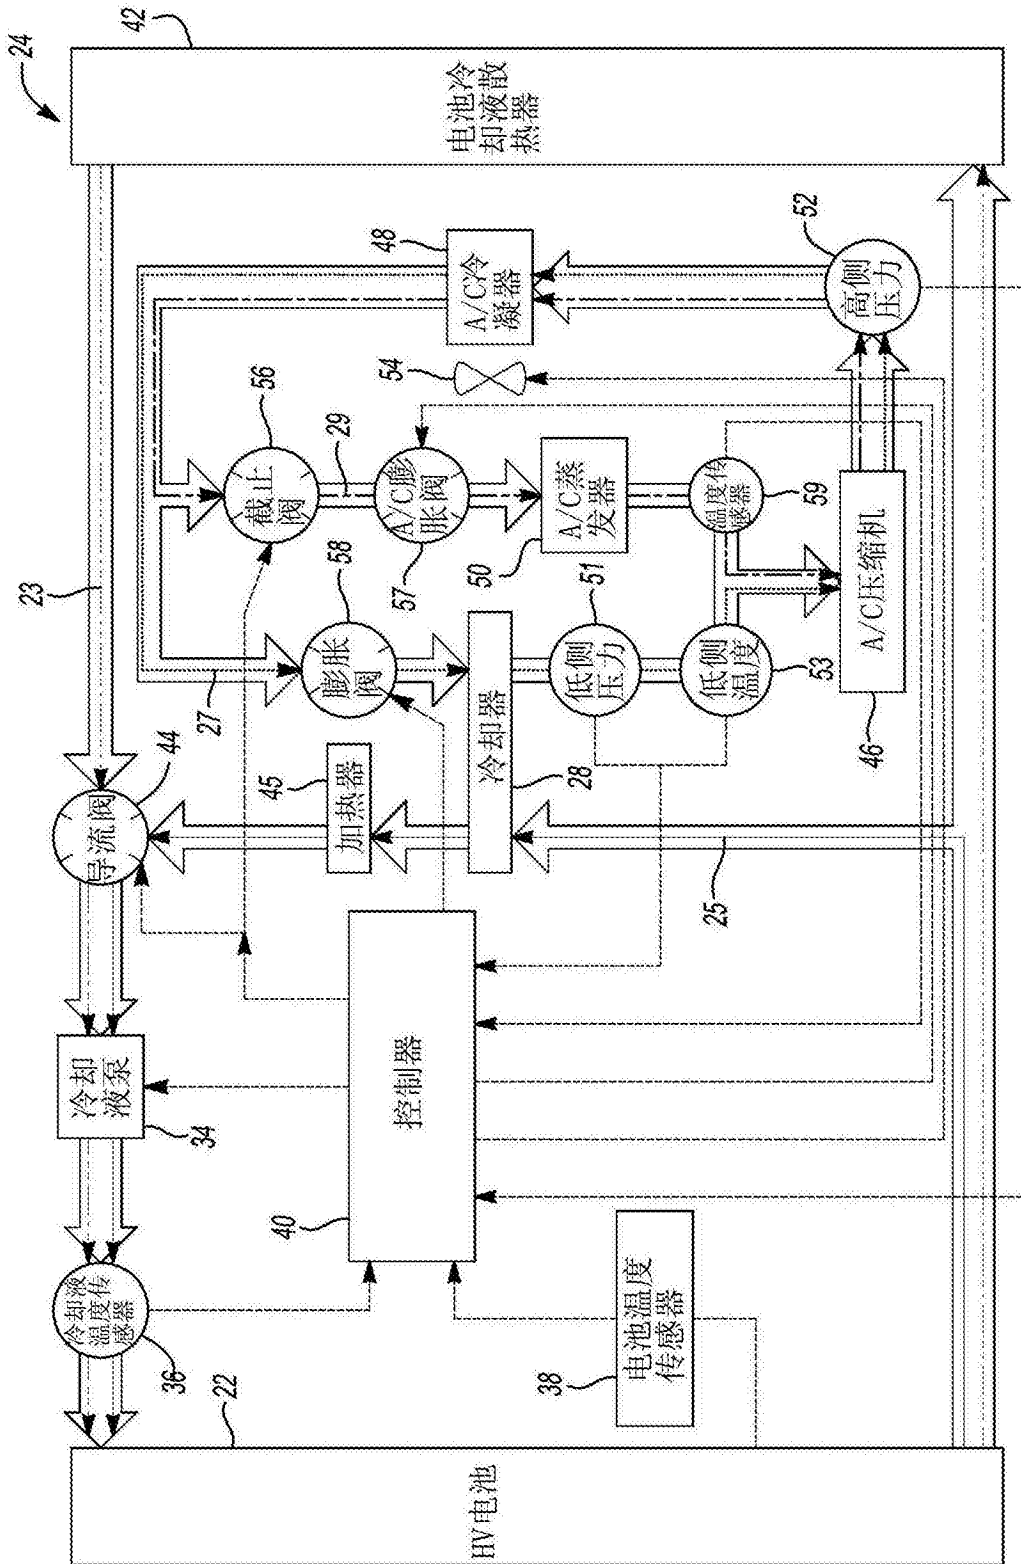 24
42
22
36
冷却液
温度传
感器
34
冷却
液泵
44
导流阀
23
27
40
控制器
45
加热器
58
膨胀
阀
56
截止
阀
29
57
A/C膨
胀阀
54
48
A/C冷
凝器
电池冷
却液散
热器
HV电池
28
冷却器
50
A/C蒸
发器
38
电池温度
传感器
51
低侧
压力
53
低侧
温度
59
温度传
感器
25
46
A/C压缩机
52
高侧
压力